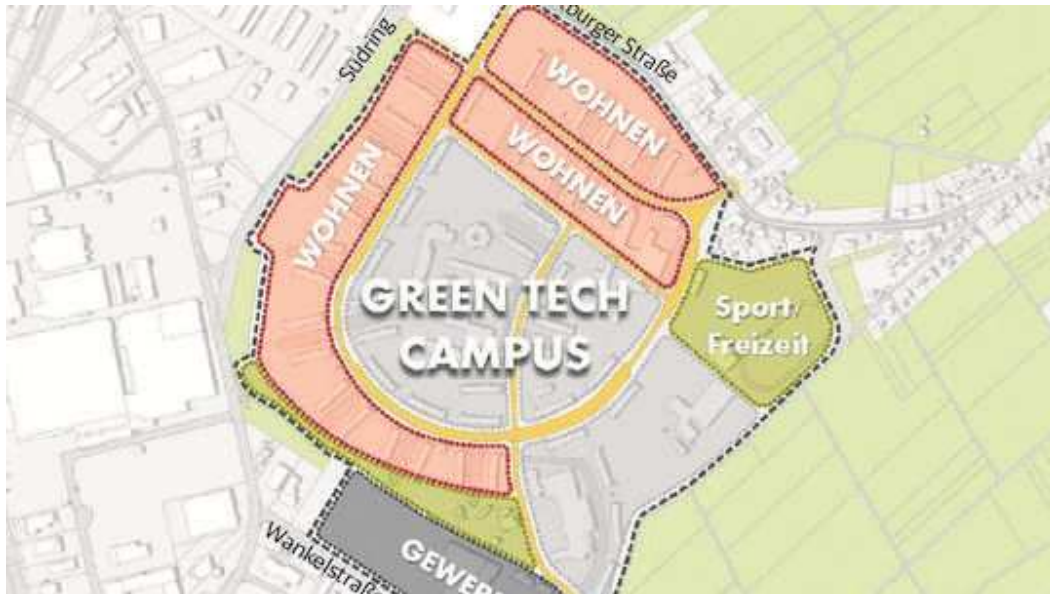 Südring
burger Straße
WOHNEN
WOHNEN
WOHNEN
GREEN TECH
CAMPUS
Sport/
Freizeit
Wankelstraße
GEWER